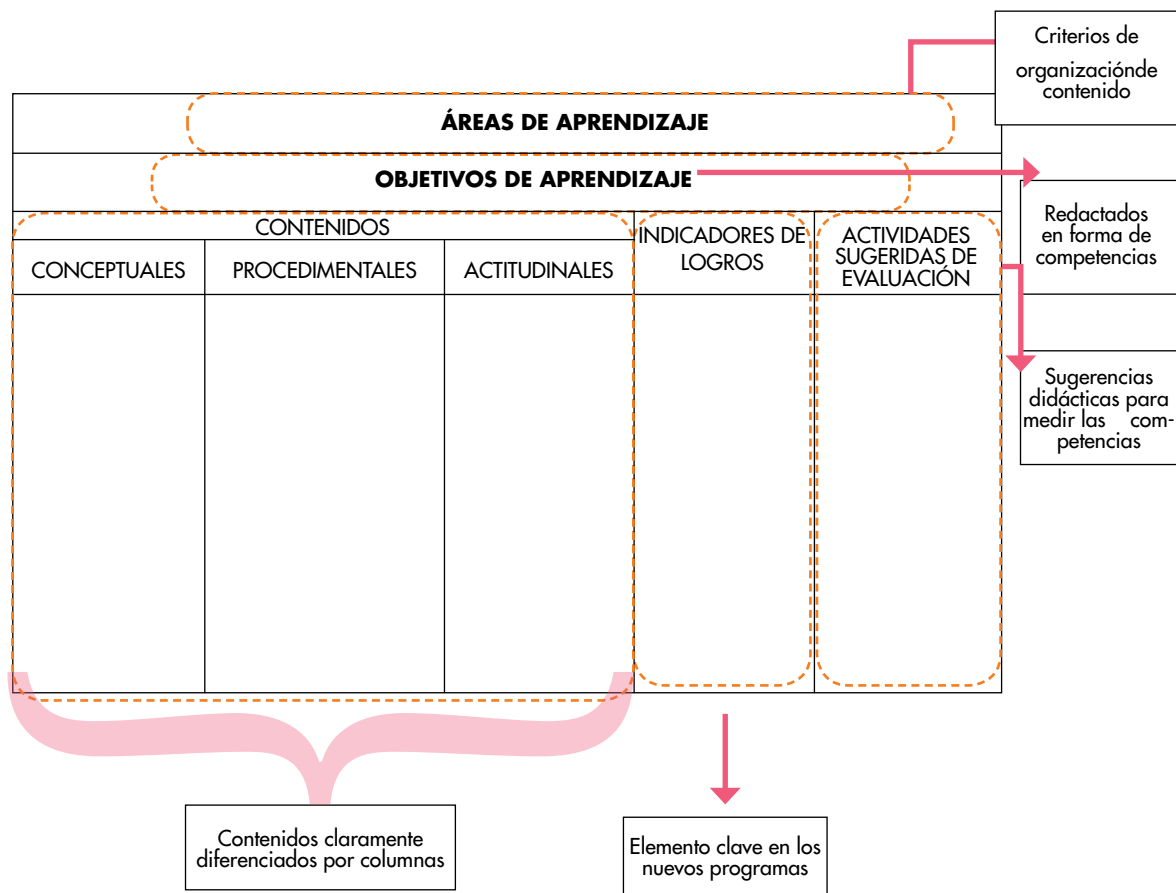 Criterios de
organizaciónde
contenido
ÁREAS DE APRENDIZAJE
OBJETIVOS DE APRENDIZAJE
CONTENIDOS
CONCEPTUALES
PROCEDIMENTALES
ACTITUDINALES
INDICADORES DE
LOGROS
ACTIVIDADES
SUGERIDAS DE
EVALUACIÓN
Redactados
en forma de
competencias
Sugerencias
didácticas para
medir las com-
petencias
Contenidos claramente
diferenciados por columnas
Elemento clave en los
nuevos programas